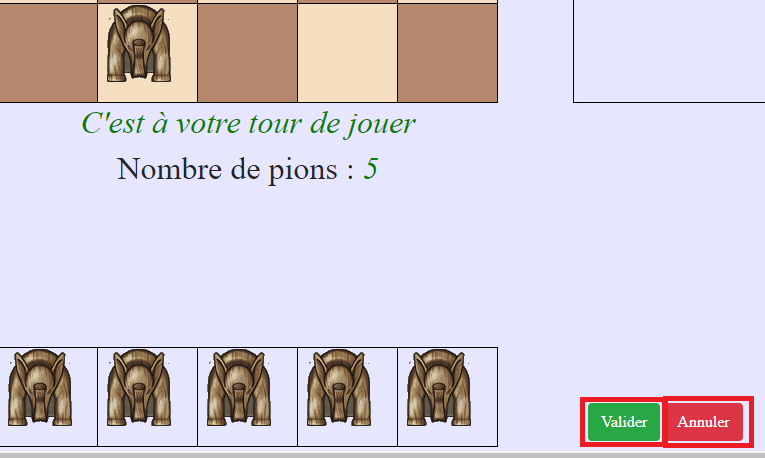 C'est à votre tour de jouer
Nombre de pions : 5
Valider Annuler